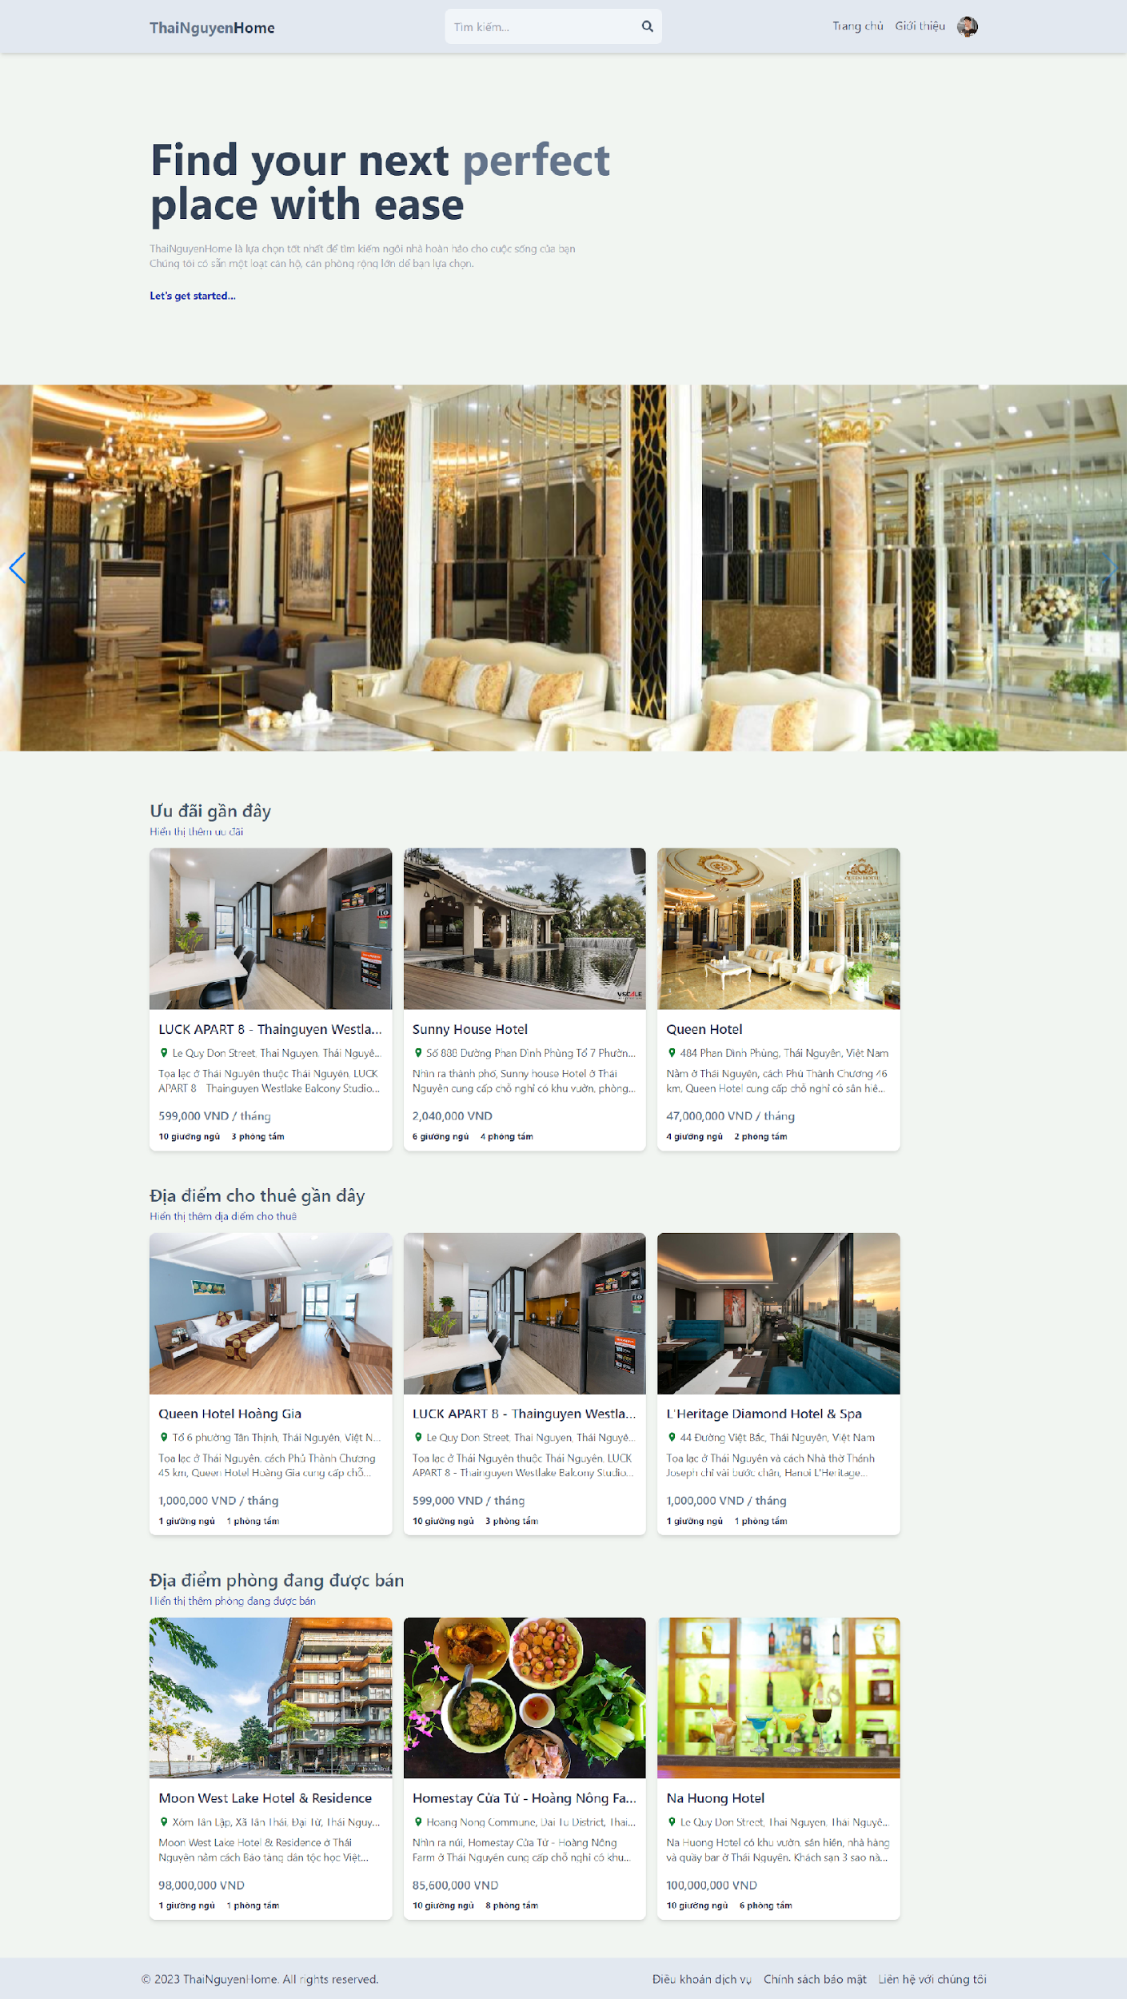 ThaiNguyenHome
Tìm kiếm...
Trang chủ Giới thiệu
Find your next perfect
place with ease
ThaiNguyenHome là lựa chọn tốt nhất để tìm kiếm ngôi nhà hoàn hảo cho cuộc sống của bạn
Chúng tôi có sẵn một loạt căn hộ, căn phòng rộng lớn để bạn lựa chọn.
Let's get started...
Ưu đãi gần đây
Hiển thị thêm ưu đãi
LUCK APART 8 - Thainguyen Westla...
Le Quy Don Street, Thai Nguyen, Thái Nguyê...
Tọa lạc ở Thái Nguyên thuộc Thái Nguyên, LUCK
APART 8 - Thainguyen Westlake Balcony Studio...
599,000 VND / tháng
10 giường ngủ 3 phòng tắm
Sunny House Hotel
Số 888 Đường Phan Đình Phùng Tổ 7 Phườn...
Nhìn ra thành phố, Sunny house Hotel ở Thái
Nguyên cung cấp chỗ nghỉ có khu vườn, phòng...
2,040,000 VND
6 giường ngủ 4 phòng tắm
QUEEN HOTEL
Queen Hotel
484 Phan Đình Phùng, Thái Nguyên, Việt Nam
Nằm ở Thái Nguyên, cách Phủ Thành Chương 46
km, Queen Hotel cung cấp chỗ nghỉ có sân hiê...
47,000,000 VND / tháng
4 giường ngủ 2 phòng tắm
Địa điểm cho thuê gần đây
Hiển thị thêm địa điểm cho thuê
Queen Hotel Hoàng Gia
Tổ 6 phường Tân Thịnh, Thái Nguyên, Việt N...
Tọa lạc ở Thái Nguyên, cách Phủ Thành Chương
45 km, Queen Hotel Hoàng Gia cung cấp chỗ...
1,000,000 VND / tháng
1 giường ngủ 1 phòng tắm
LUCK APART 8 - Thainguyen Westla...
Le Quy Don Street, Thai Nguyen, Thái Nguyê...
Tọa lạc ở Thái Nguyên thuộc Thái Nguyên, LUCK
APART 8 - Thainguyen Westlake Balcony Studio...
599,000 VND / tháng
10 giường ngủ 3 phòng tắm
L'Heritage Diamond Hotel & Spa
44 Đường Việt Bắc, Thái Nguyên, Việt Nam
Tọa lạc ở Thái Nguyên và cách Nhà thờ Thánh
Joseph chỉ vài bước chân, Hanoi L'Heritage...
1,000,000 VND / tháng
1 giường ngủ 1 phòng tắm
Địa điểm phòng đang được bán
Hiển thị thêm phòng đang được bán
Moon West Lake Hotel & Residence
Xóm Tân Lập, Xã Tân Thái, Đại Từ, Thái Nguy...
Moon West Lake Hotel & Residence ở Thái
Nguyên nằm cách Bảo tàng dân tộc học Việt...
98,000,000 VND
1 giường ngủ 1 phòng tắm
Homestay Cửa Tử - Hoàng Nông Fa...
Hoang Nong Commune, Dai Tu District, Thai...
Nhìn ra núi, Homestay Cửa Tử - Hoàng Nông
Farm ở Thái Nguyên cung cấp chỗ nghỉ có khu...
85,600,000 VND
10 giường ngủ 8 phòng tắm
Na Huong Hotel
Le Quy Don Street, Thai Nguyen, Thái Nguyê...
Na Huong Hotel có khu vườn, sân hiên, nhà hàng
và quầy bar ở Thái Nguyên. Khách sạn 3 sao nà...
100,000,000 VND
10 giường ngủ 6 phòng tắm
© 2023 ThaiNguyenHome. All rights reserved.
Điều khoản dịch vụ Chính sách bảo mật Liên hệ với chúng tôi